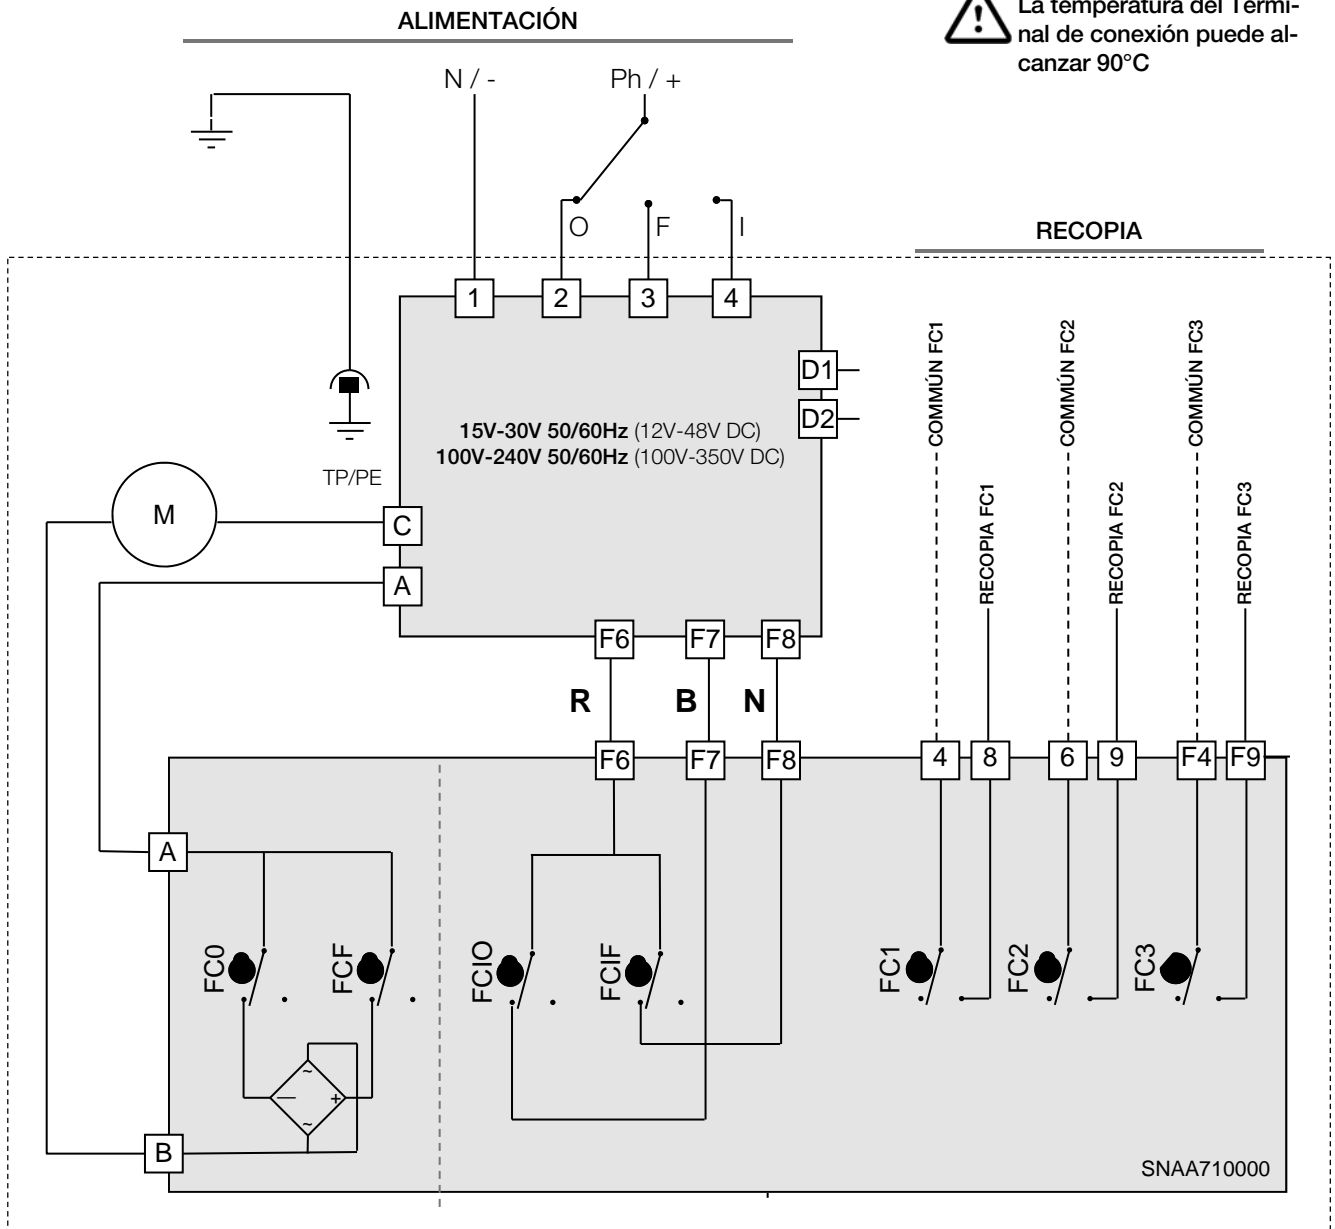 ALIMENTACIÓN
La temperatura del Termi-
nal de conexión puede al-
canzar 90°C
N / -
Ph / +
O
F
I
RECOPIA
1
2
3
4
D1
D2
15V-30V 50/60Hz (12V-48V DC)
100V-240V 50/60Hz (100V-350V DC)
TP/PE
M
C
A
COMMÚN FC1
RECOPIA FC1
COMMÚN FC2
RECOPIA FC2
COMMÚN FC3
RECOPIA FC3
F6
F7
F8
R
B
N
F6
F7
F8
4
8
6
9
F4
F9
A
FC0
FCF
FCIO
FCIF
FC1
FC2
FC3
~
—
+
~
B
SNAA710000